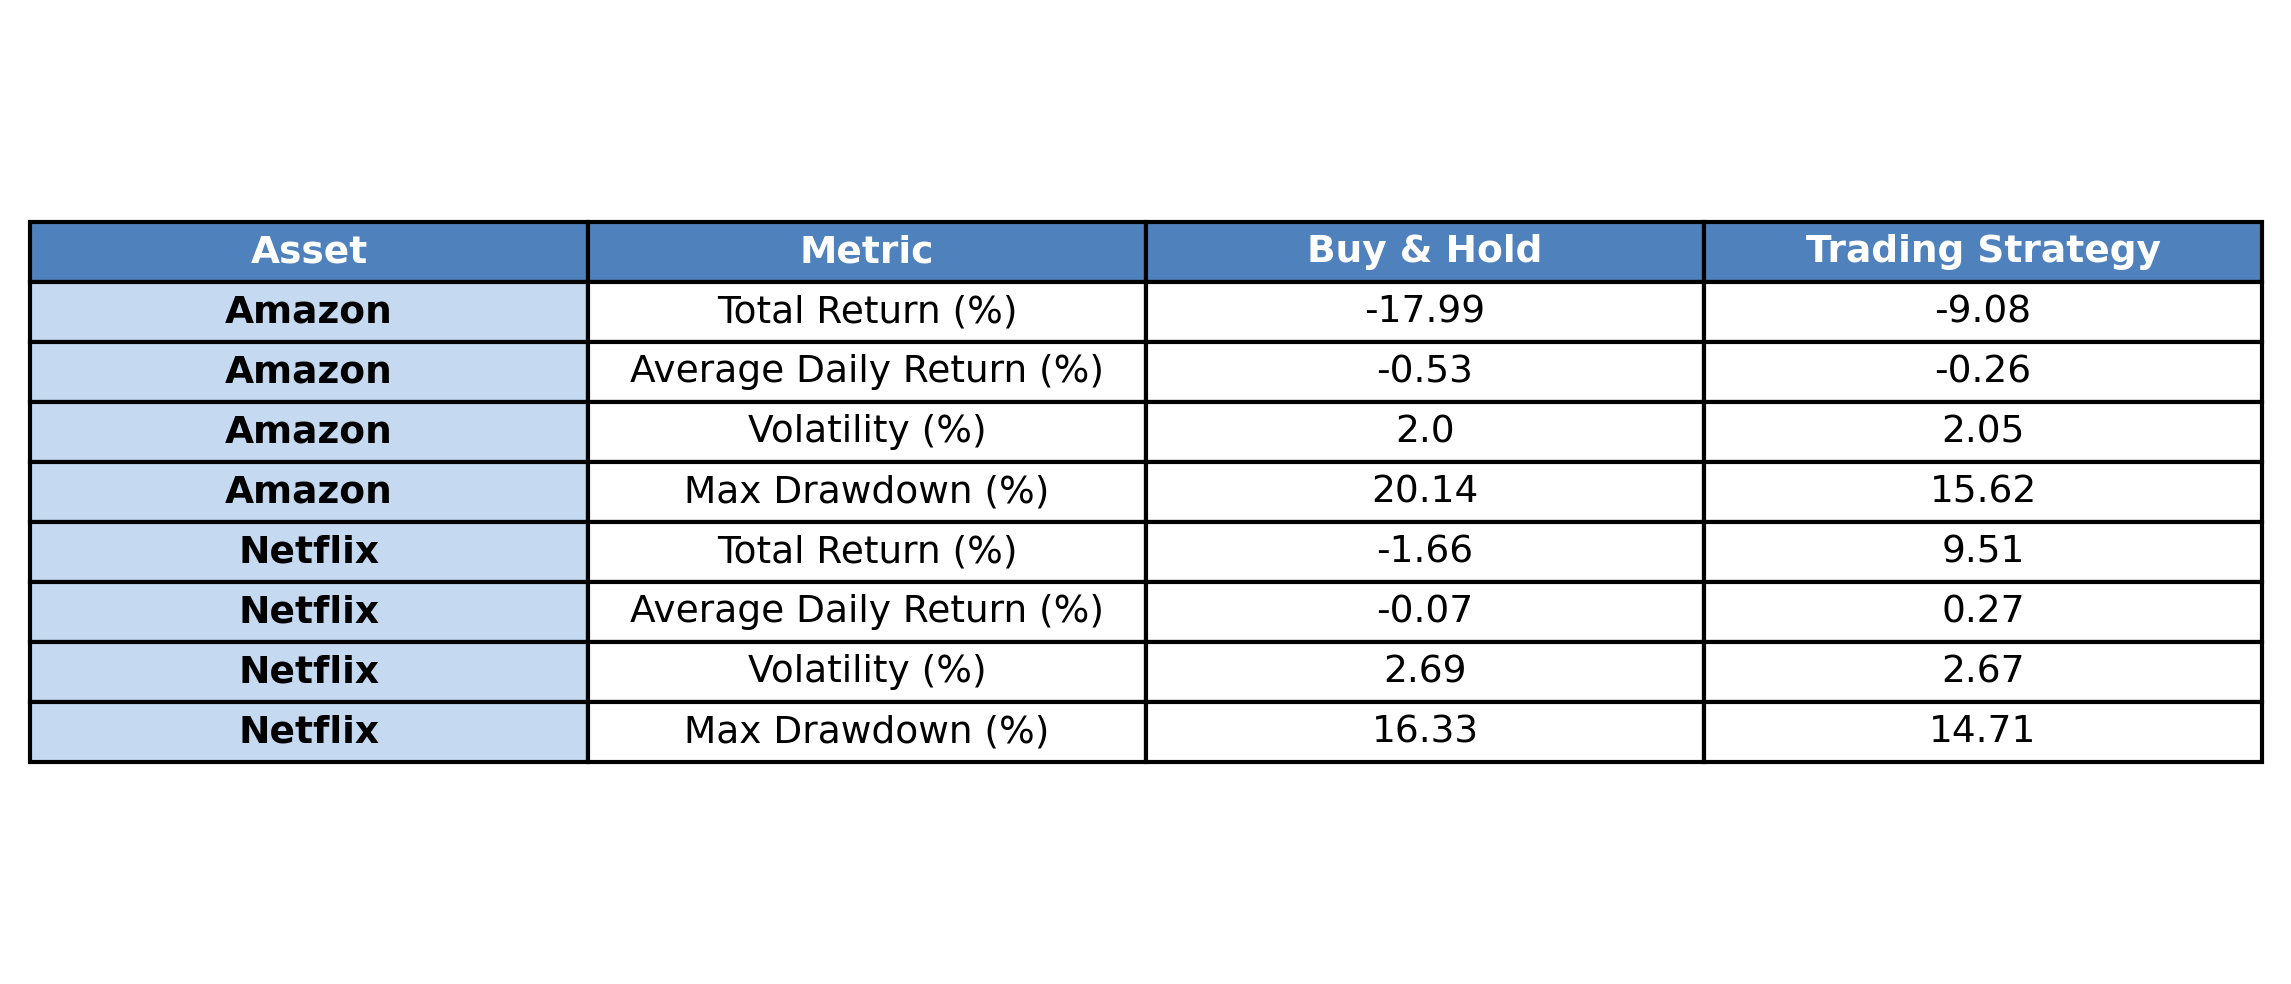 Asset Metric Buy & Hold Trading Strategy
Amazon Total Return (%) -17.99 -9.08
Amazon Average Daily Return (%) -0.53 -0.26
Amazon Volatility (%) 2.0 2.05
Amazon Max Drawdown (%) 20.14 15.62
Netflix Total Return (%) -1.66 9.51
Netflix Average Daily Return (%) -0.07 0.27
Netflix Volatility (%) 2.69 2.67
Netflix Max Drawdown (%) 16.33 14.71